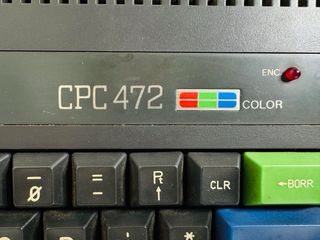 ENC
CPC 472 COLOR
Ø = R ↑ CLR ←BORR
*